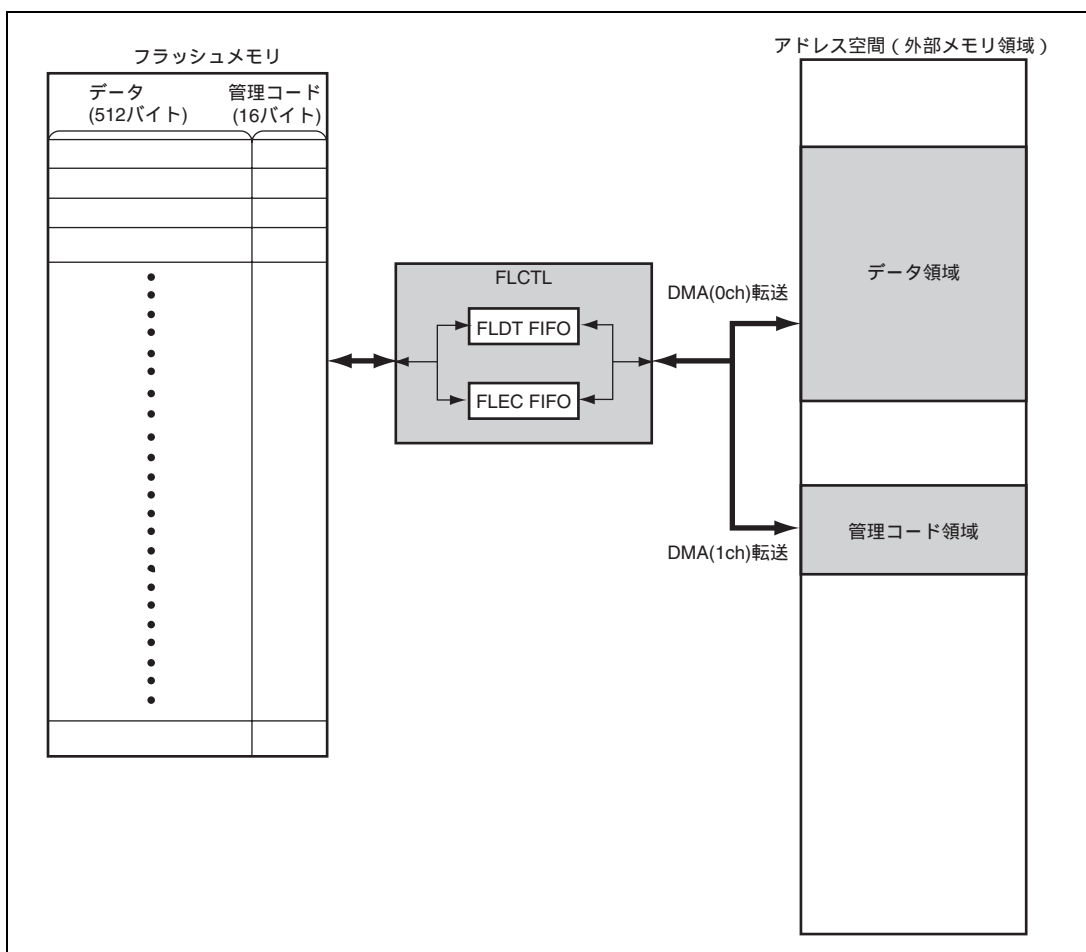 フラッシュメモリ
データ
(512バイト)
管理コード
(16バイト)
FLCTL
FLDT FIFO
FLEC FIFO
DMA(0ch)転送
DMA(1ch)転送
アドレス空間(外部メモリ領域)
データ領域
管理コード領域